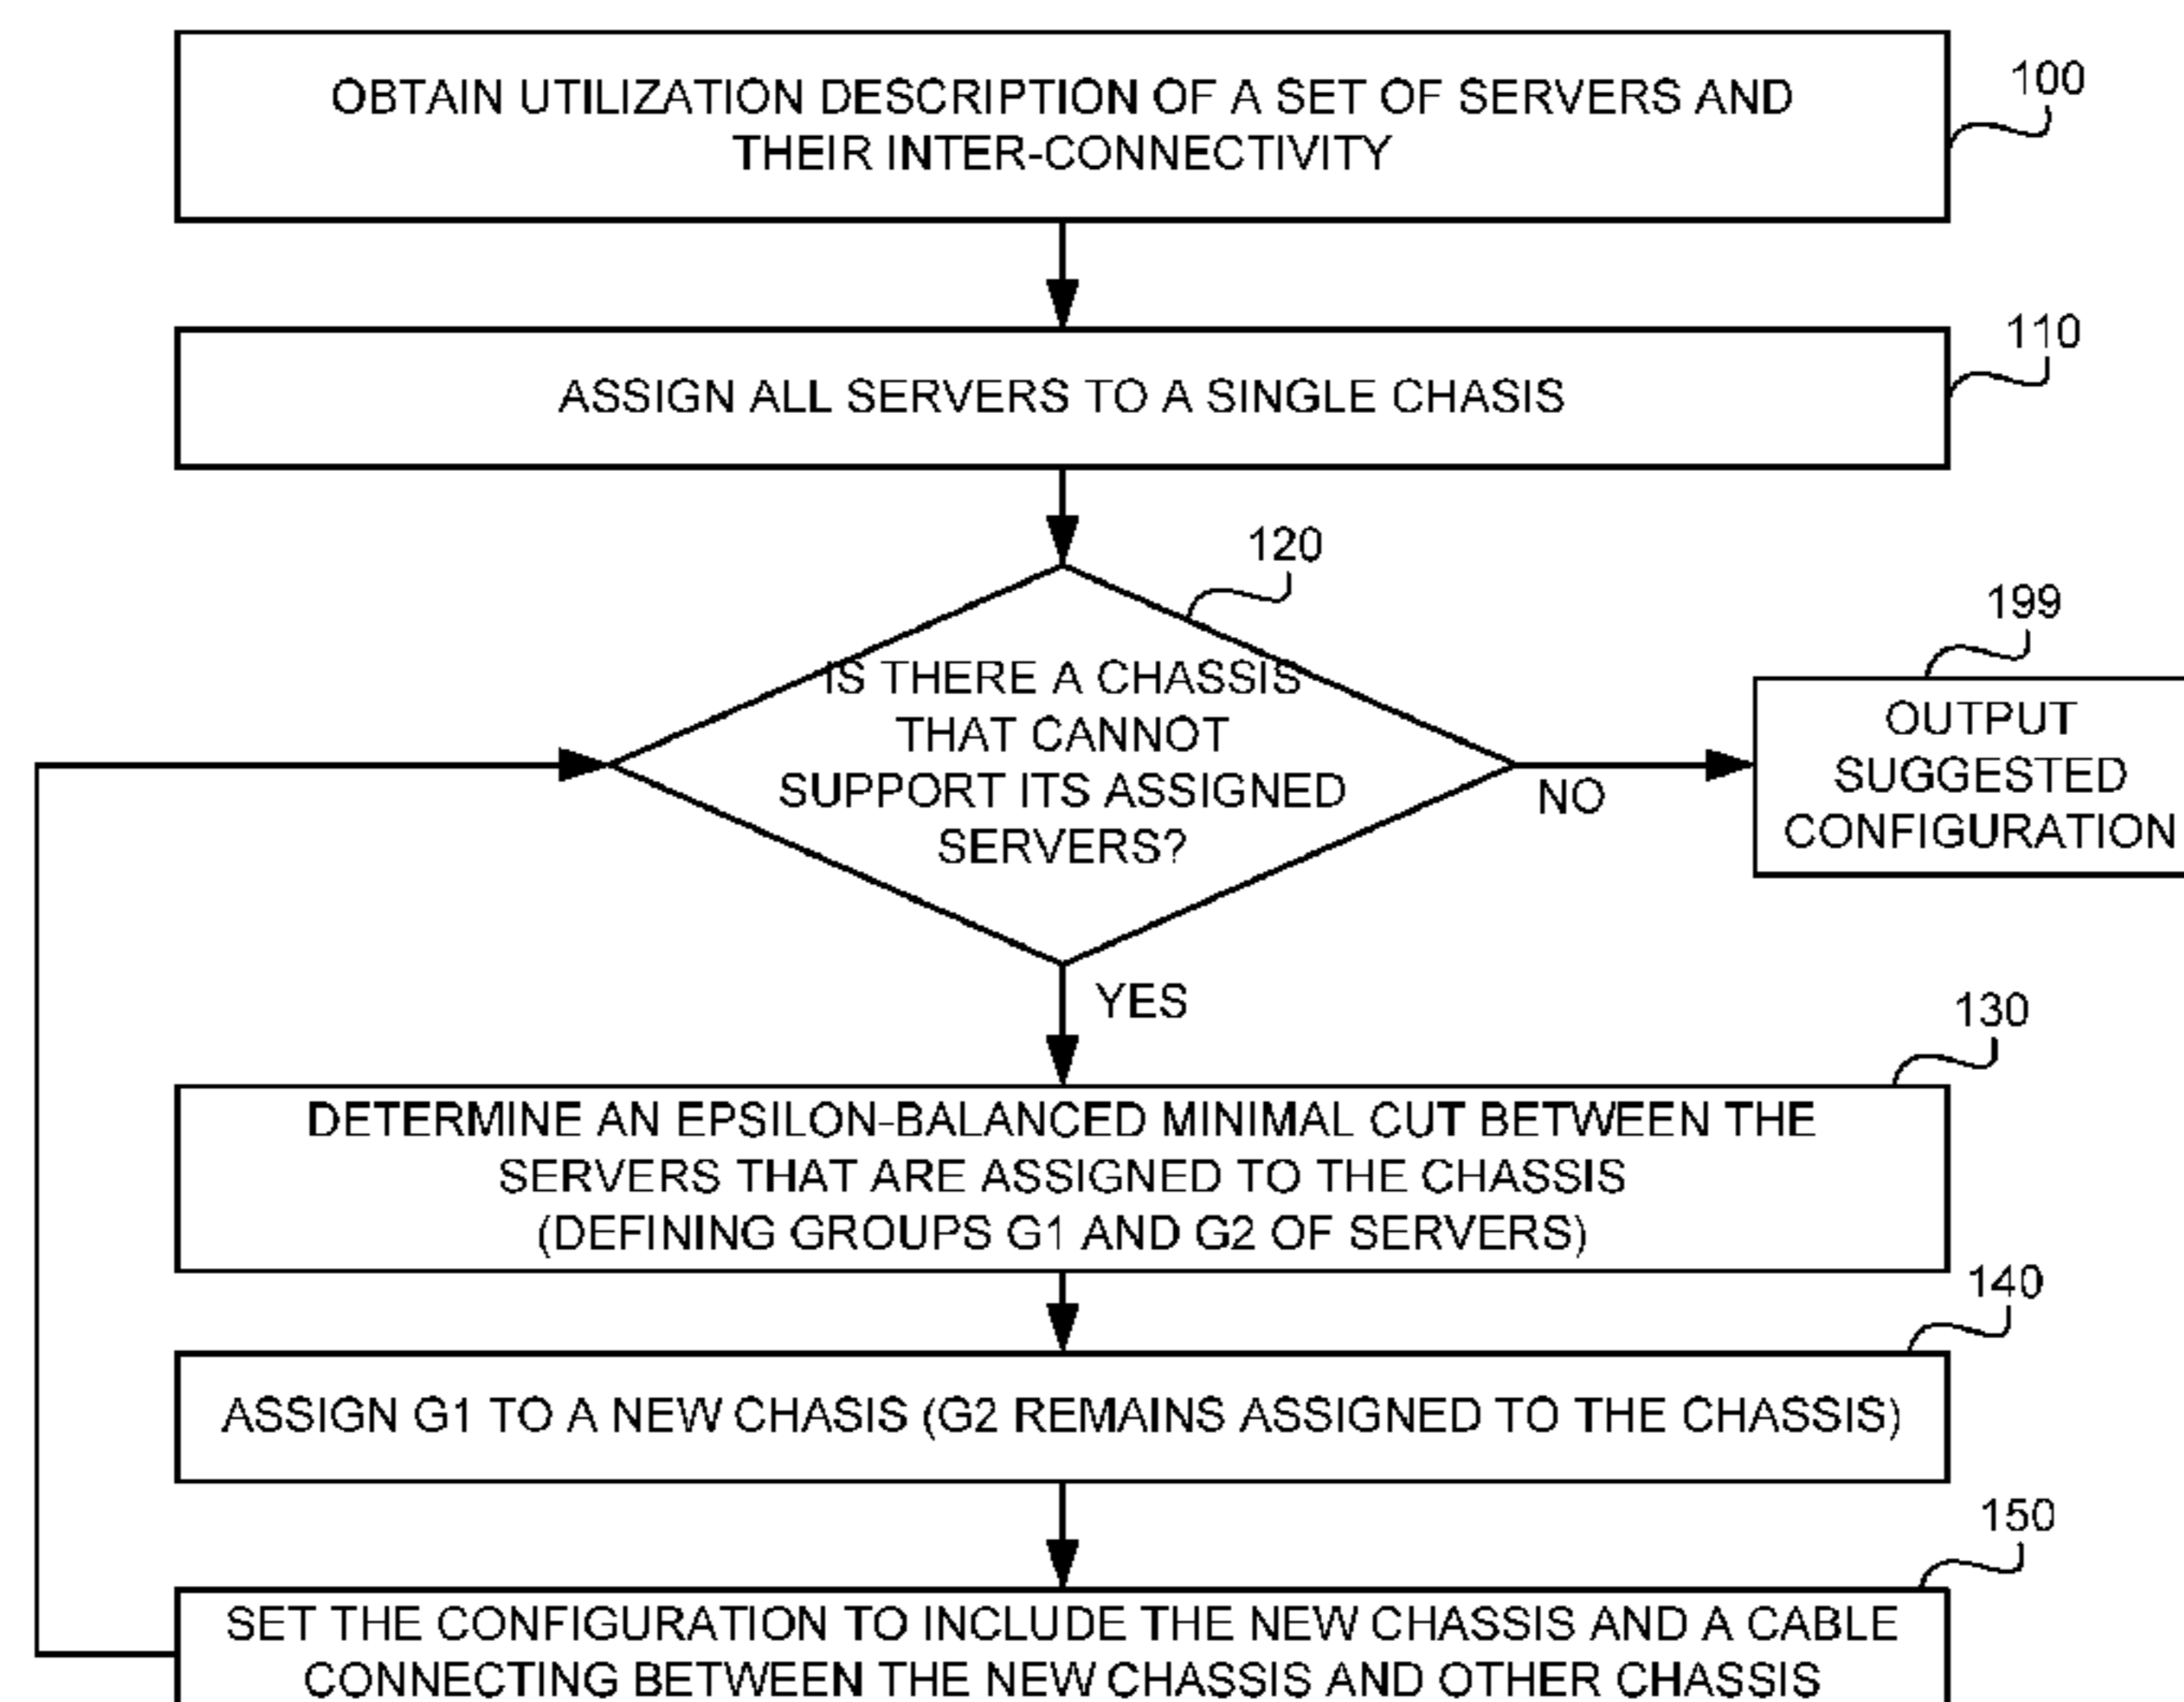 OBTAIN UTILIZATION DESCRIPTION OF A SET OF SERVERS AND
THEIR INTER-CONNECTIVITY
100
ASSIGN ALL SERVERS TO A SINGLE CHASIS
110
120
IS THERE A CHASSIS
THAT CANNOT
SUPPORT ITS ASSIGNED
SERVERS?
NO
199
OUTPUT
SUGGESTED
CONFIGURATION
YES
130
DETERMINE AN EPSILON-BALANCED MINIMAL CUT BETWEEN THE
SERVERS THAT ARE ASSIGNED TO THE CHASSIS
(DEFINING GROUPS G1 AND G2 OF SERVERS)
140
ASSIGN G1 TO A NEW CHASIS (G2 REMAINS ASSIGNED TO THE CHASSIS)
150
SET THE CONFIGURATION TO INCLUDE THE NEW CHASSIS AND A CABLE
CONNECTING BETWEEN THE NEW CHASSIS AND OTHER CHASSIS